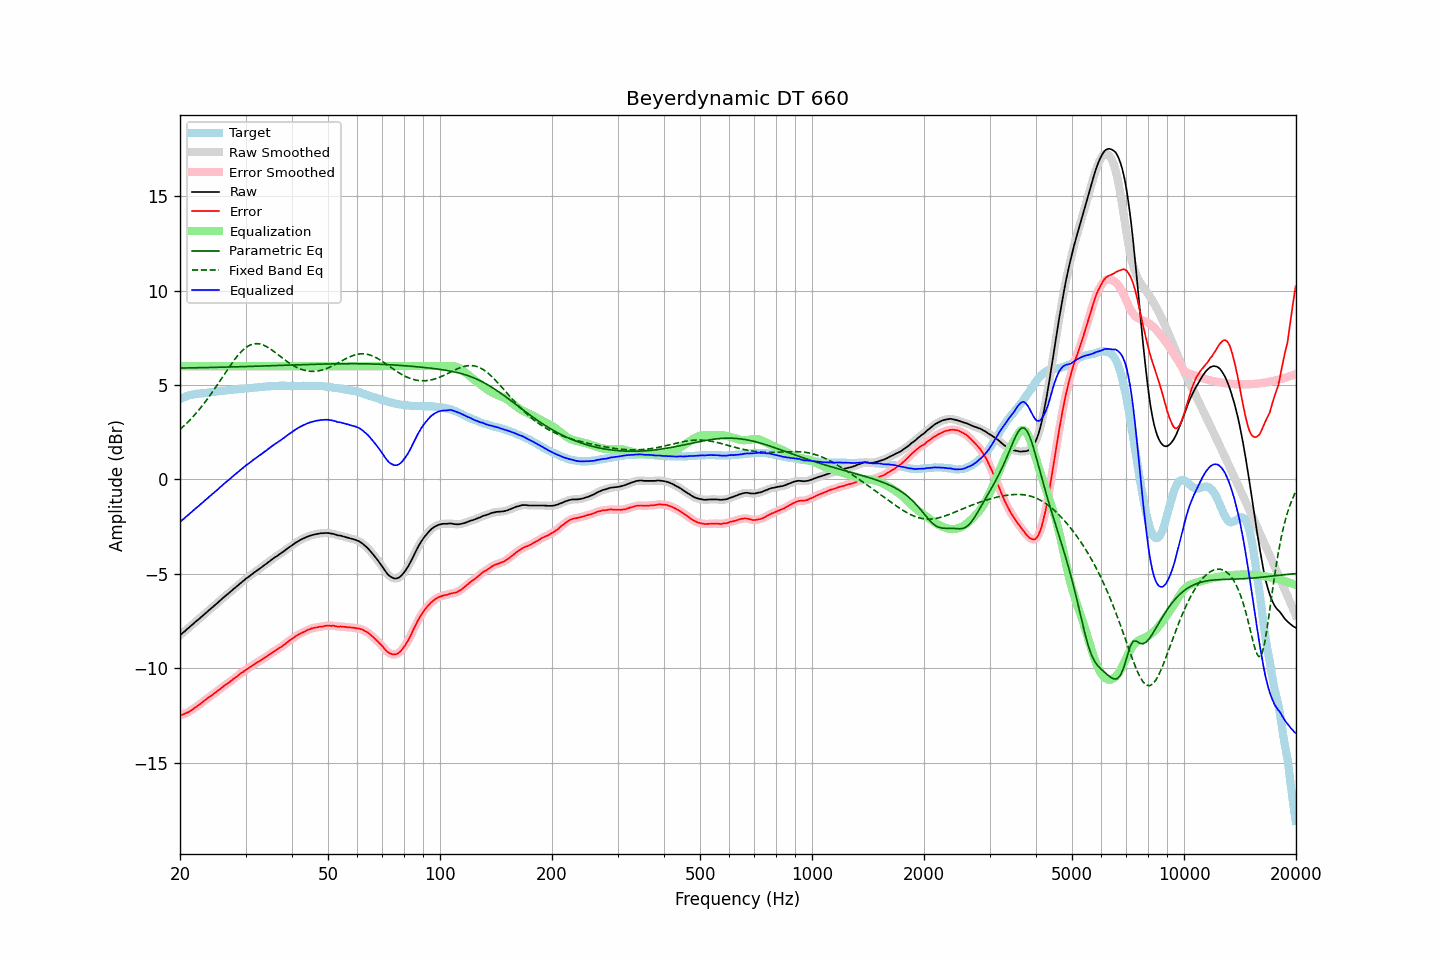 Beyerdynamic DT 660
Target
Raw Smoothed
Error Smoothed
Raw
Error
Equalization
Parametric Eq
Fixed Band Eq
Equalized
Amplitude (dBr)
15
10
5
0
−5
−10
−15
20 50 100 200 500 1000 2000 5000 10000 20000
Frequency (Hz)